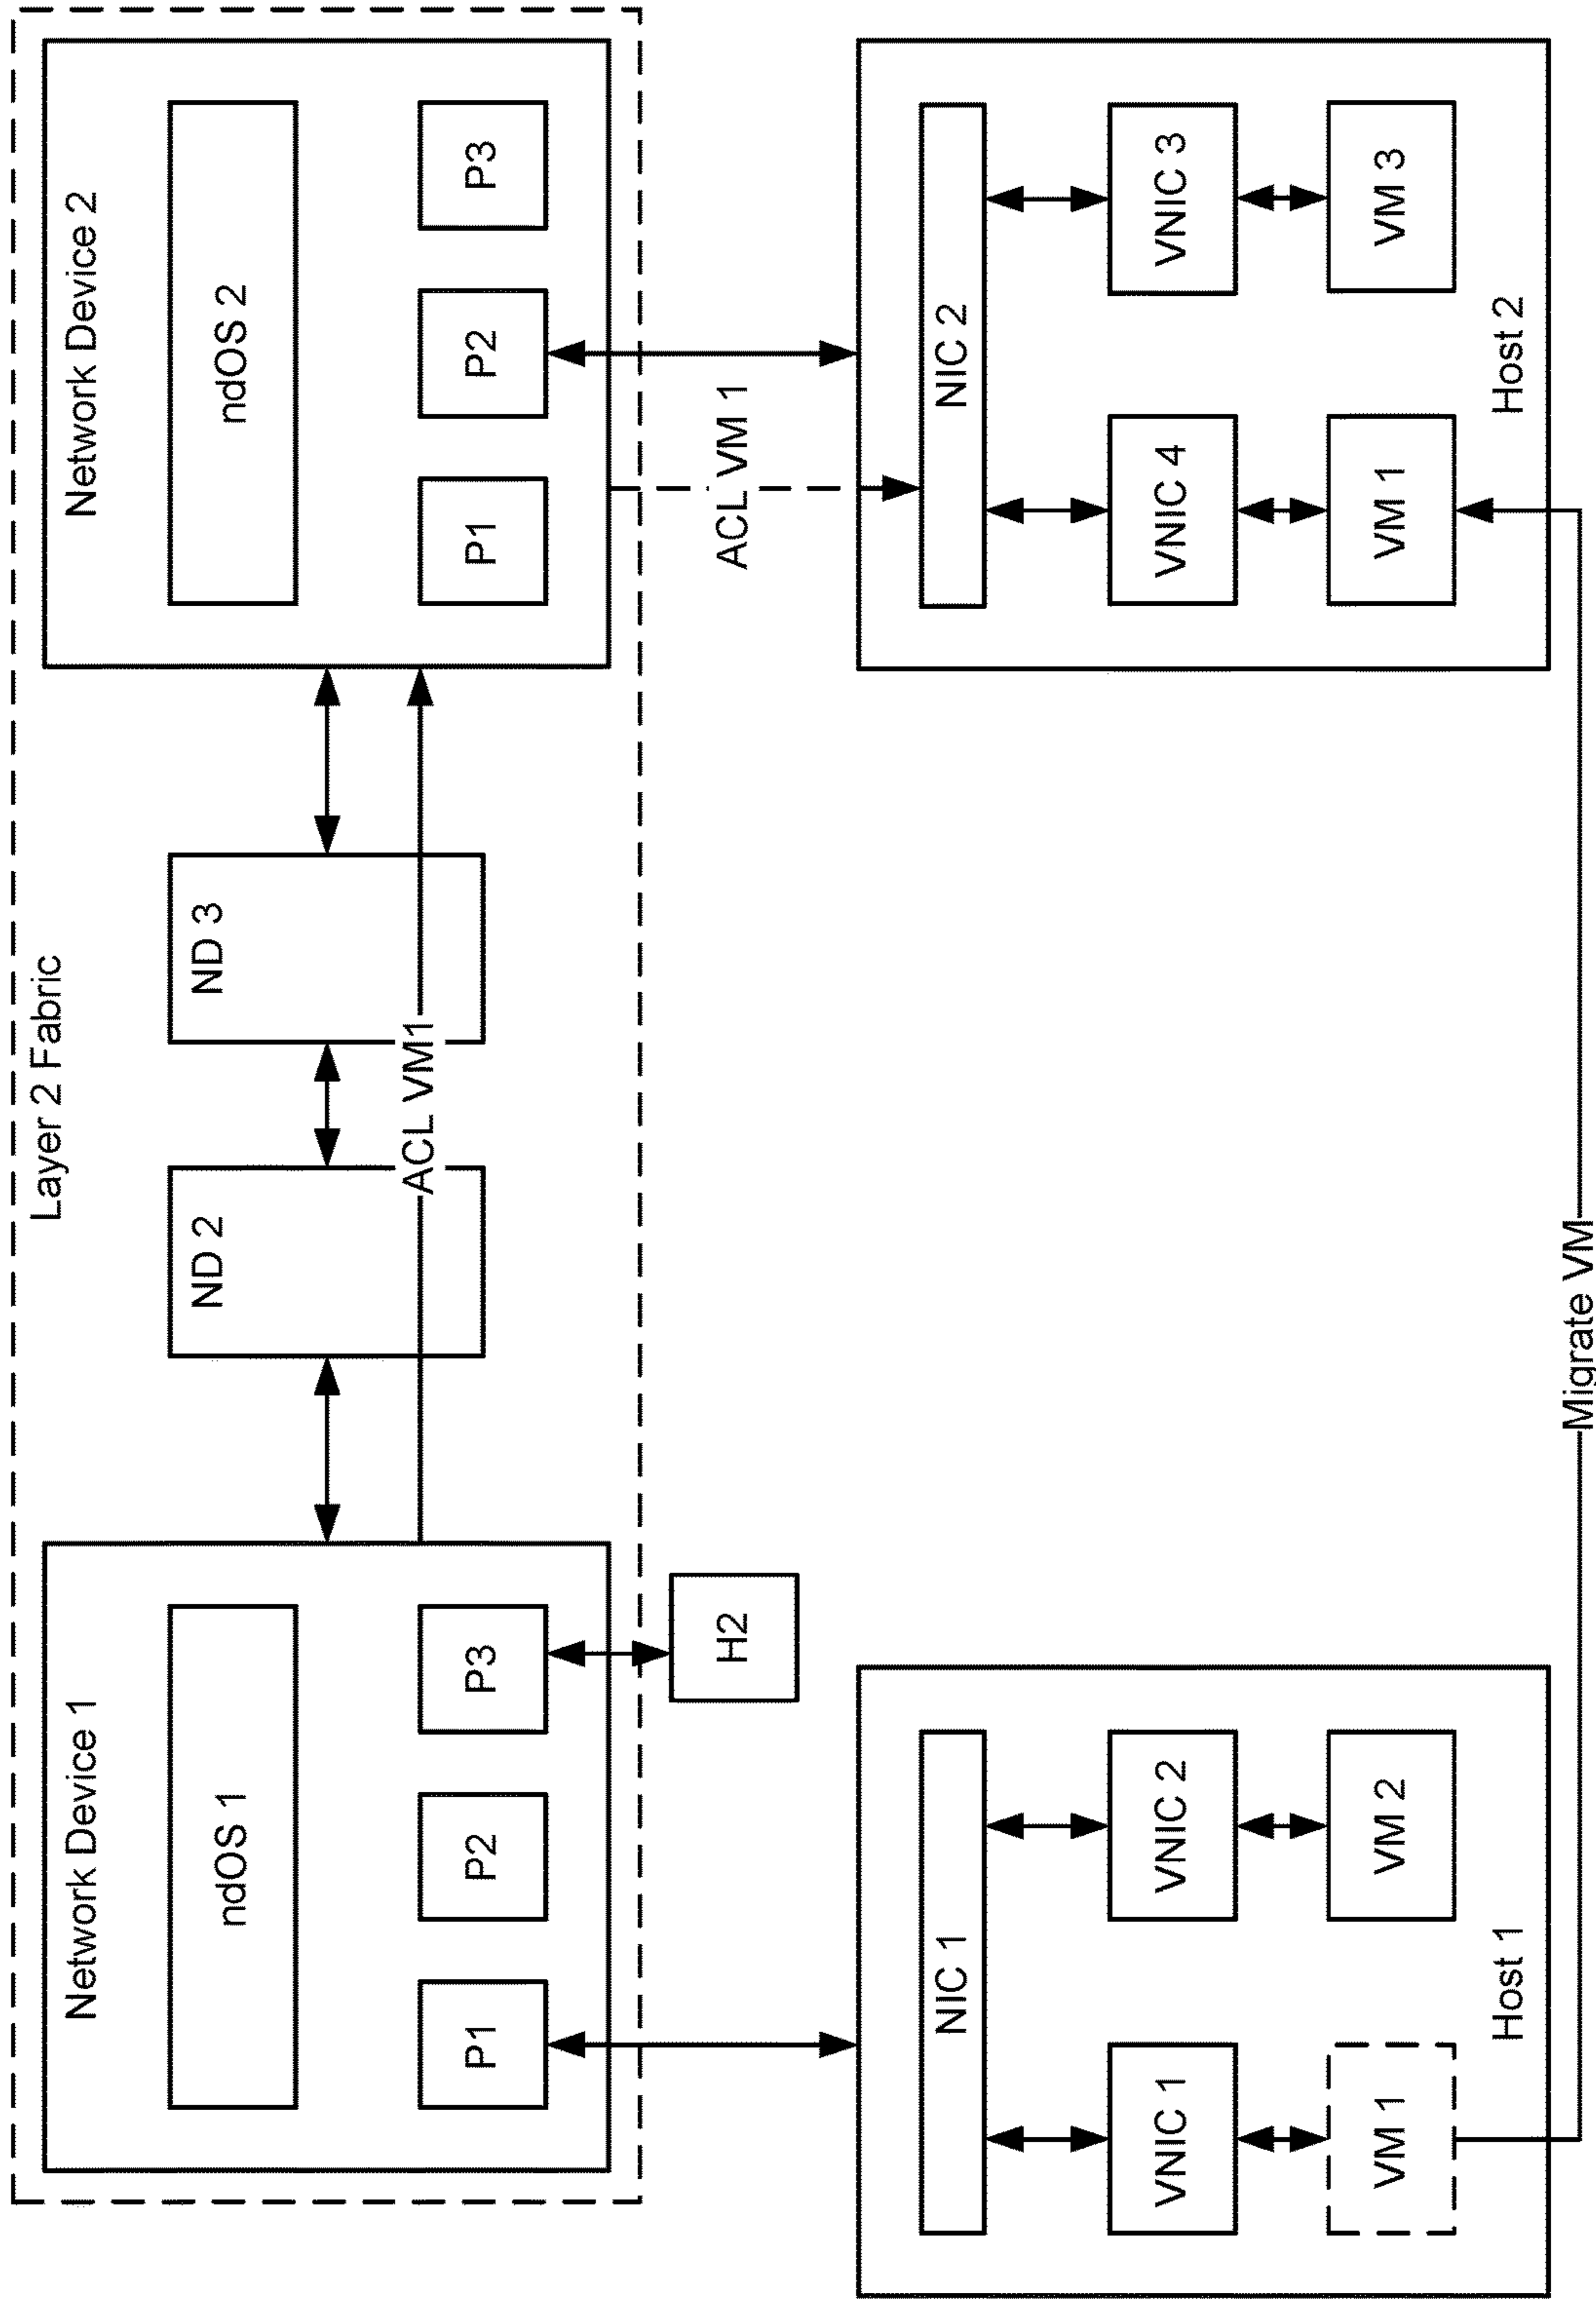 Layer 2 Fabric
Network Device 1
ndOS 1
P1
P2
P3
ND 2
ND 3
ACL VM1
Network Device 2
ndOS 2
P1
P2
P3
H2
ACL VM 1
NIC 1
VNIC 1
VNIC 2
VM 1
VM 2
Host 1
NIC 2
VNIC 4
VNIC 3
VM 1
VM 3
Host 2
Migrate VM